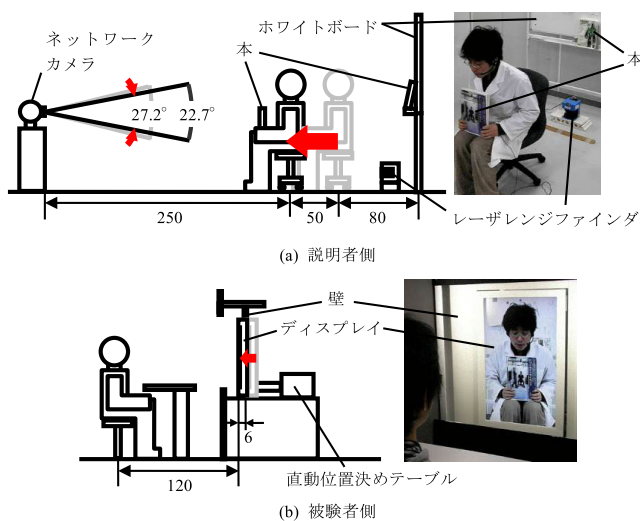 ホワイトボード
ネットワーク
カメラ
本
本
27.2° 22.7°
250
50
80
レーザレンジファインダ
(a) 説明者側
壁
ディスプレイ
6
120
直動位置決めテーブル
(b) 被験者側